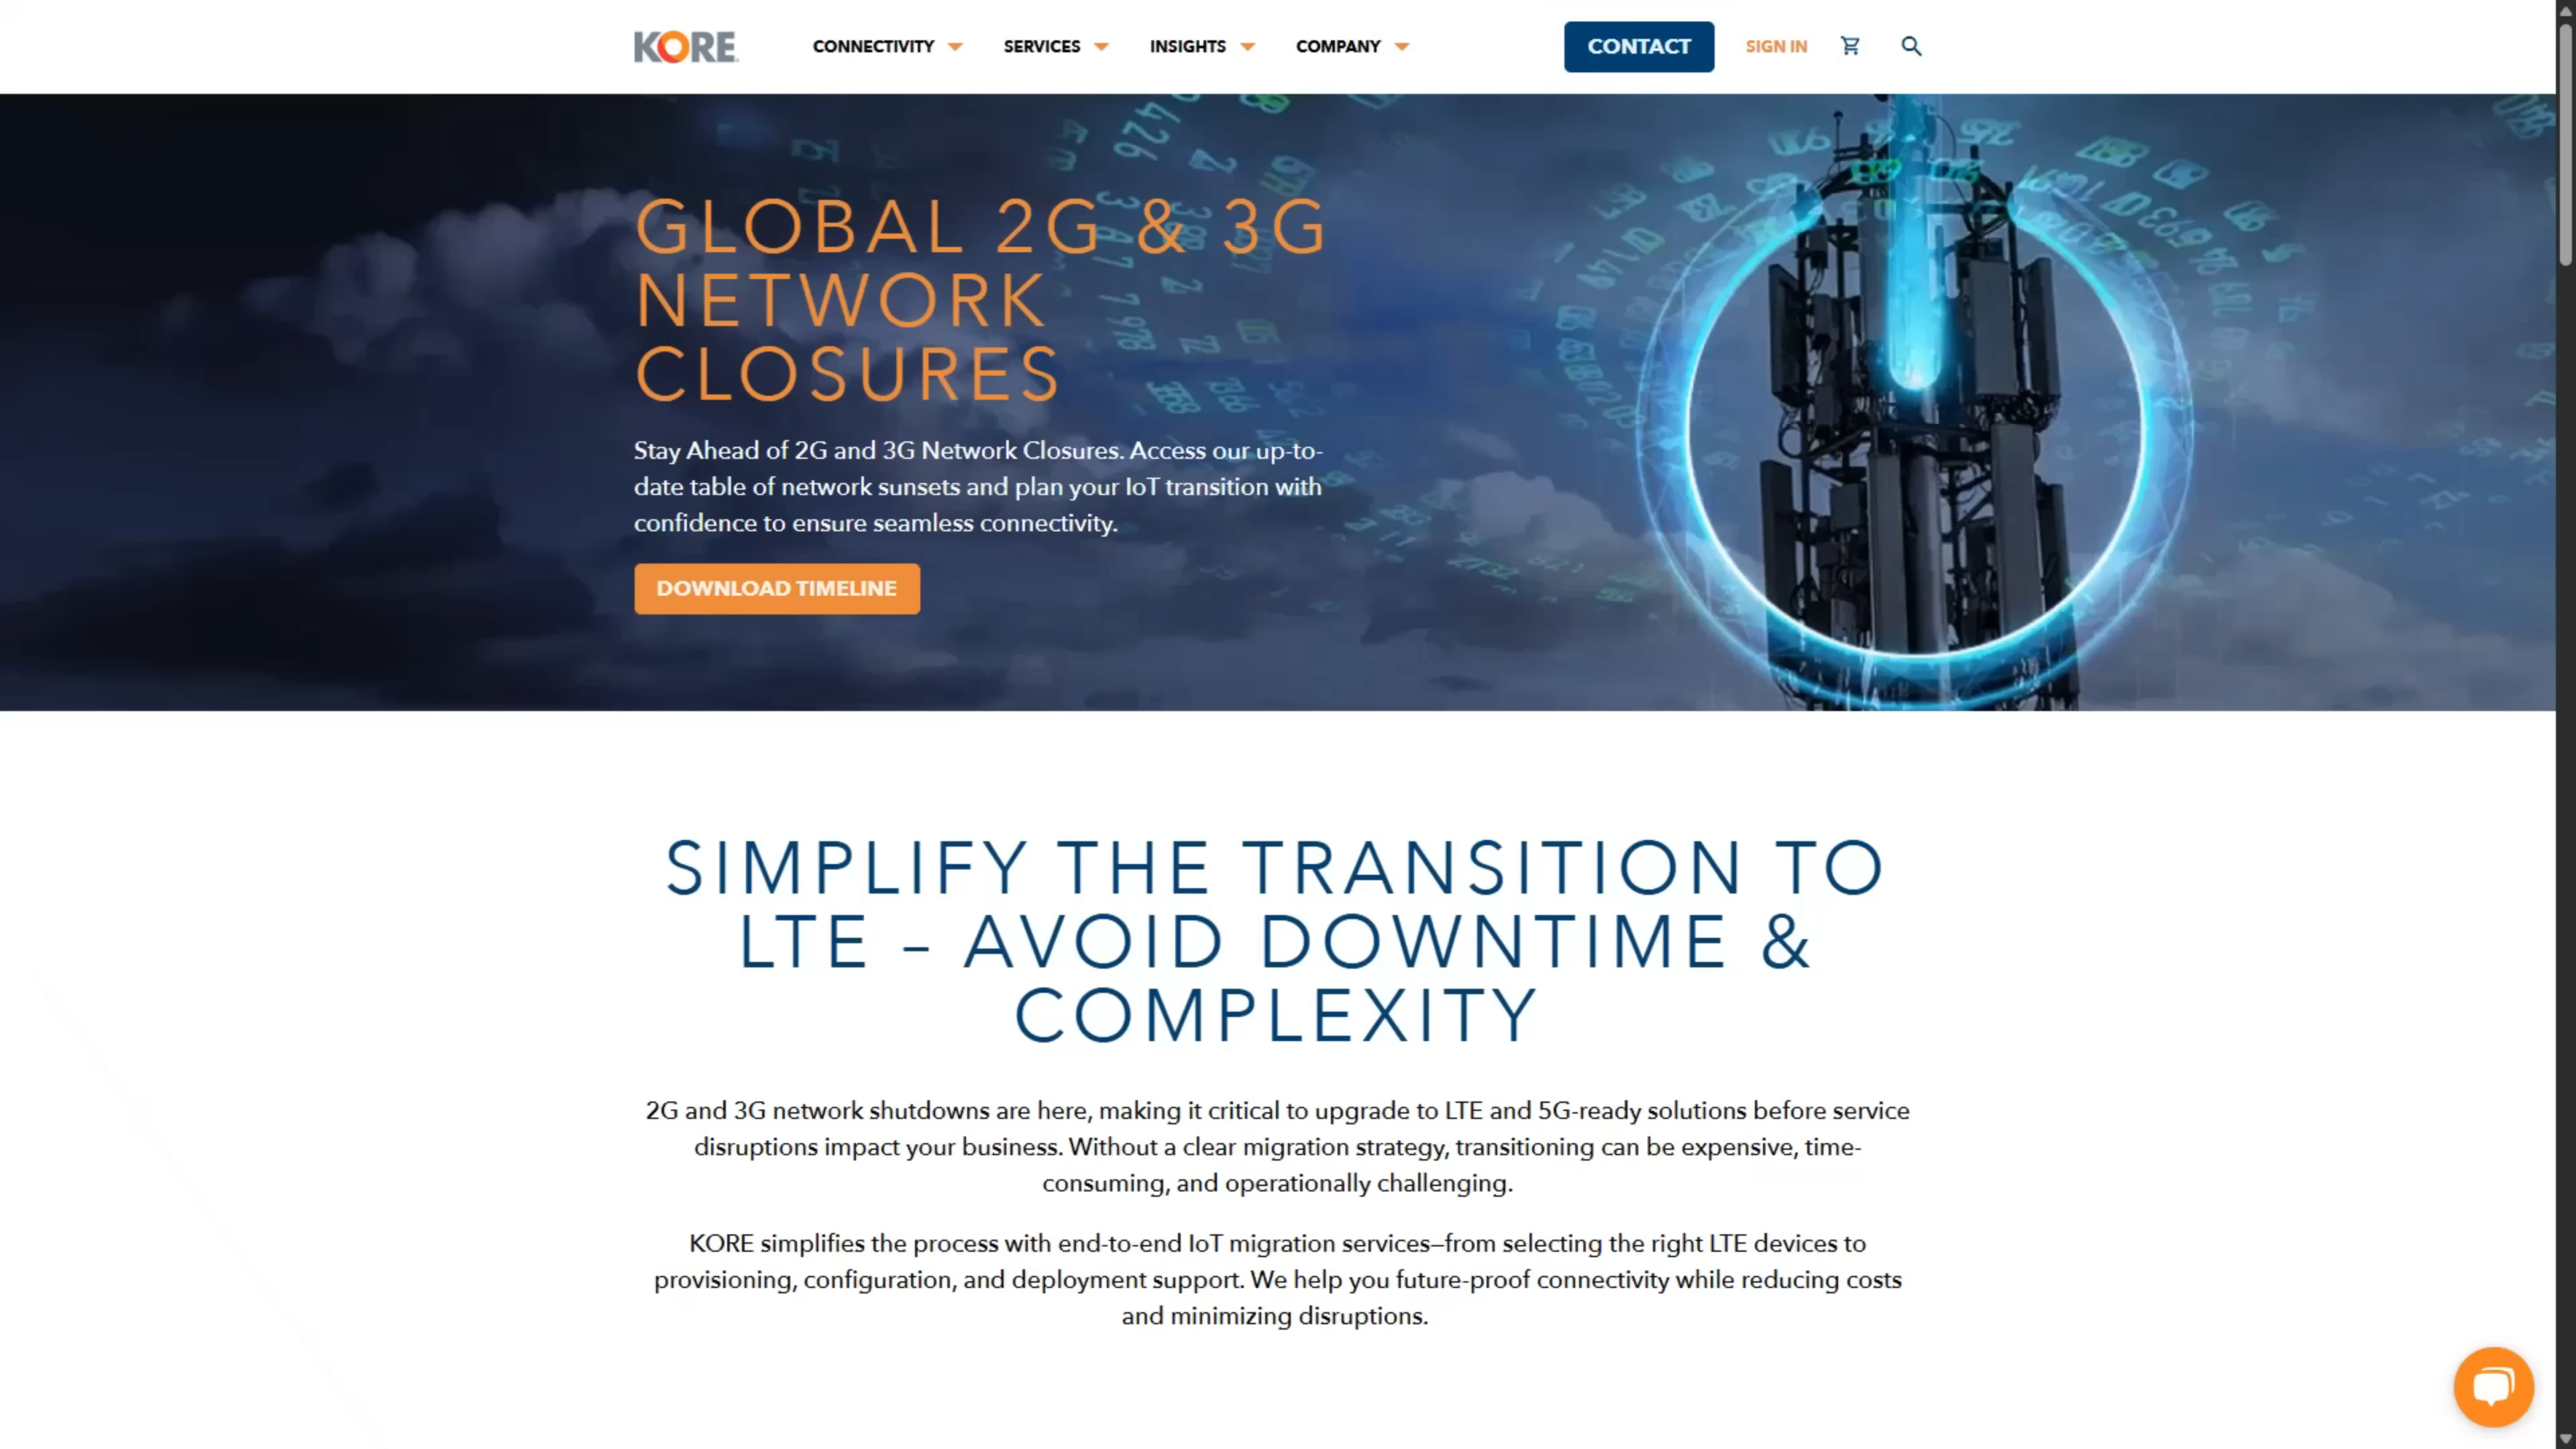 KORE
CONNECTIVITY
SERVICES
INSIGHTS
COMPANY
CONTACT
SIGN IN
GLOBAL 2G & 3G
NETWORK
CLOSURES
Stay Ahead of 2G and 3G Network Closures. Access our up-to-
date table of network sunsets and plan your IoT transition with
confidence to ensure seamless connectivity.
DOWNLOAD TIMELINE
SIMPLIFY THE TRANSITION TO
LTE – AVOID DOWNTIME &
COMPLEXITY
2G and 3G network shutdowns are here, making it critical to upgrade to LTE and 5G-ready solutions before service
disruptions impact your business. Without a clear migration strategy, transitioning can be expensive, time-
consuming, and operationally challenging.
KORE simplifies the process with end-to-end IoT migration services—from selecting the right LTE devices to
provisioning, configuration, and deployment support. We help you future-proof connectivity while reducing costs
and minimizing disruptions.